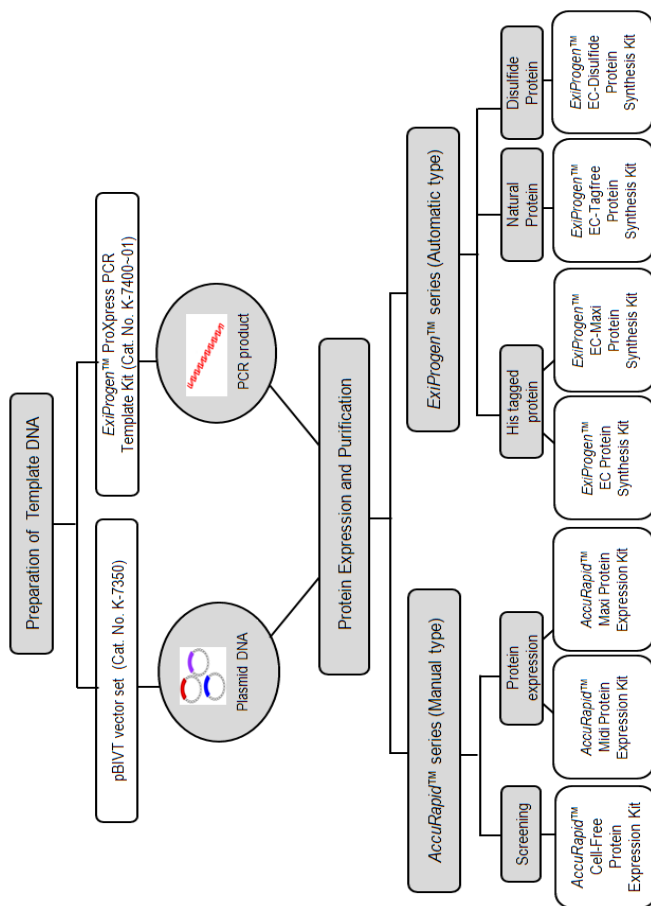 Preparation of Template DNA
pBIVT vector set (Cat. No. K-7350)
ExiProgen™ ProXpress PCR
Template Kit (Cat. No. K-7400~01)
Plasmid DNA
PCR product
Protein Expression and Purification
AccuRapid™ series (Manual type)
ExiProgen™ series (Automatic type)
Screening
Protein
expression
His tagged
protein
Natural
Protein
Disulfide
Protein
AccuRapid™
Cell-Free
Protein
Expression Kit
AccuRapid™
Midi Protein
Expression Kit
AccuRapid™
Maxi Protein
Expression Kit
ExiProgen™
EC Protein
Synthesis Kit
ExiProgen™
EC-Maxi
Protein
Synthesis Kit
ExiProgen™
EC-Tagfree
Protein
Synthesis Kit
ExiProgen™
EC-Disulfide
Protein
Synthesis Kit